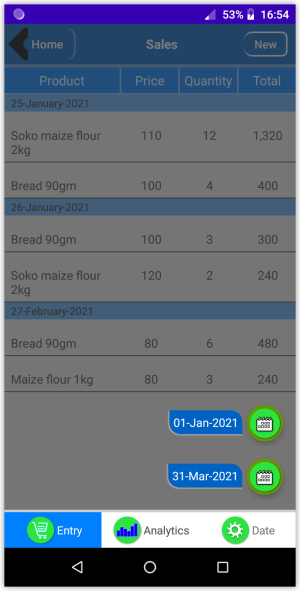 53% 16:54
Home Sales New
Product Price Quantity Total
25-January-2021
Soko maize flour 110 12 1,320
2kg
Bread 90gm 100 4 400
26-January-2021
Bread 90gm 100 3 300
Soko maize flour 120 2 240
2kg
27-February-2021
Bread 90gm 80 6 480
Maize flour 1kg 80 3 240
01-Jan-2021
31-Mar-2021
Entry Analytics Date